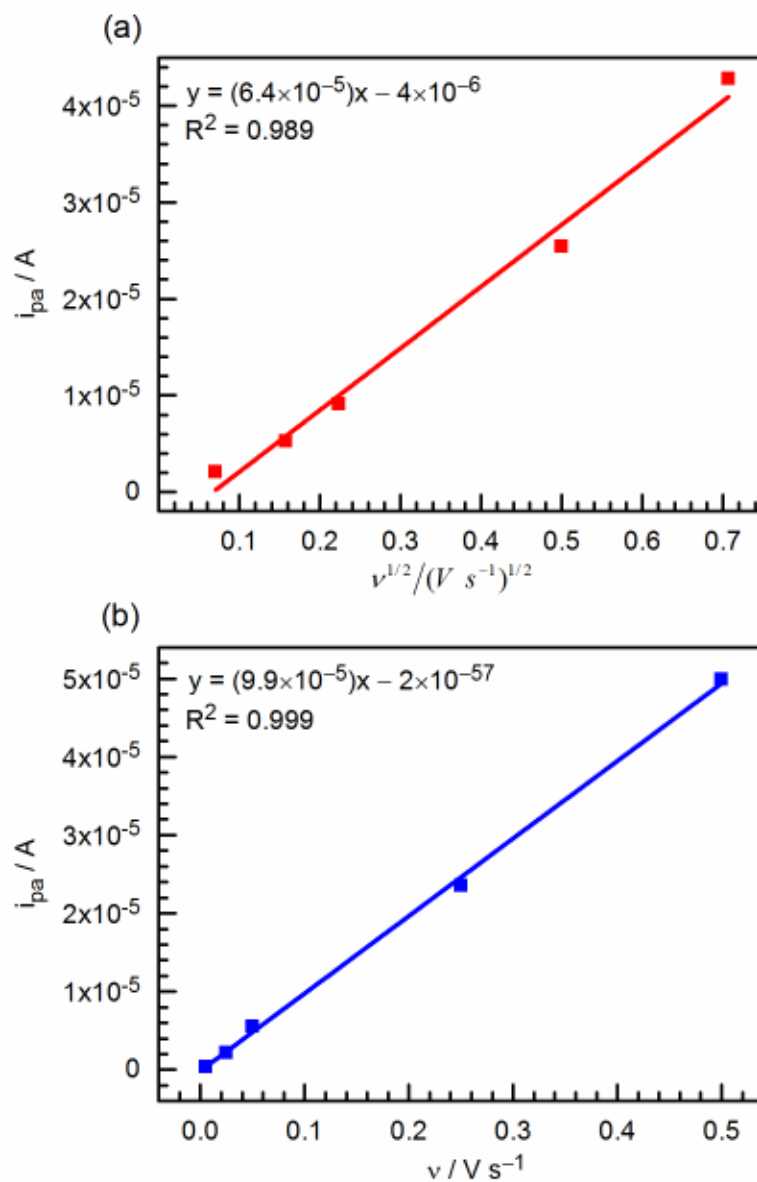 (a)
y = (6.4×10⁻⁵)x − 4×10⁻⁶
R² = 0.989
4x10⁻⁵
3x10⁻⁵
2x10⁻⁵
1x10⁻⁵
0
i_pa / A
0.1 0.2 0.3 0.4 0.5 0.6 0.7
ν^1/2/(V s⁻¹)^1/2
(b)
y = (9.9×10⁻⁵)x − 2×10⁻⁵⁷
R² = 0.999
5x10⁻⁵
4x10⁻⁵
3x10⁻⁵
2x10⁻⁵
1x10⁻⁵
0
i_pa / A
0.0 0.1 0.2 0.3 0.4 0.5
ν / V s⁻¹